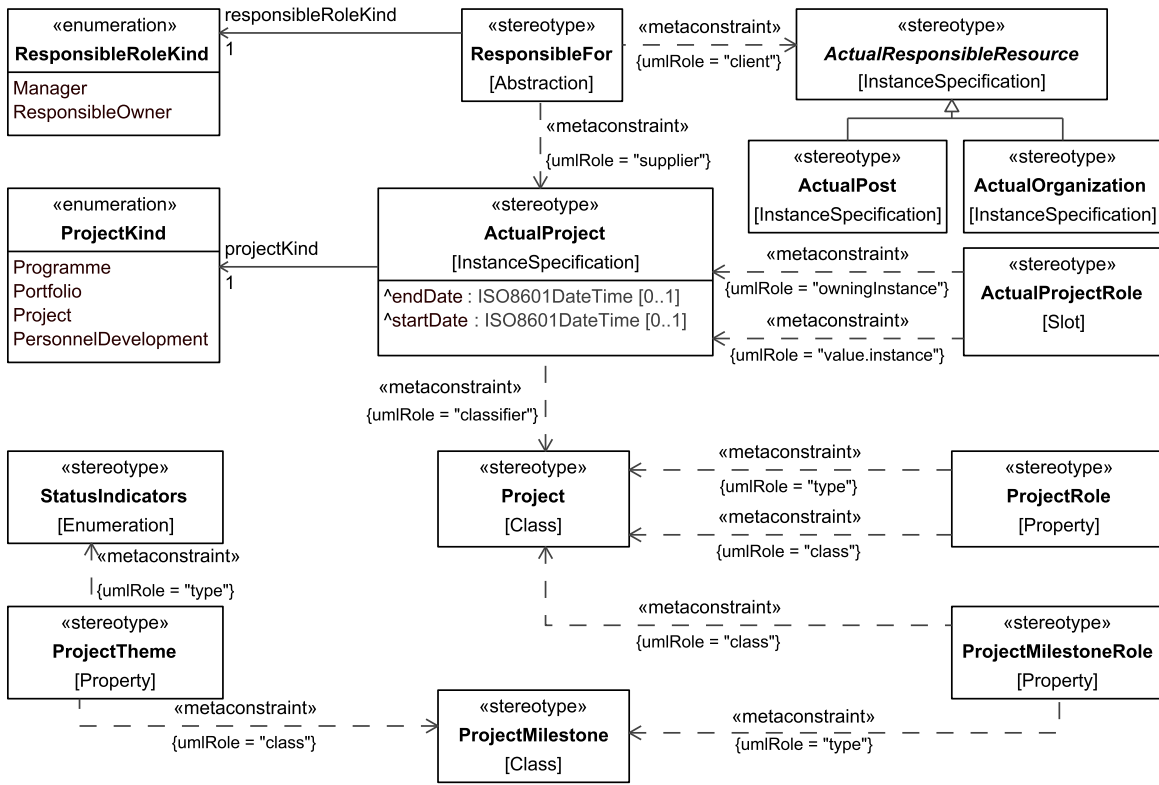 «enumeration»
ResponsibleRoleKind
Manager
ResponsibleOwner
responsibleRoleKind
1
«stereotype»
ResponsibleFor
[Abstraction]
«metaconstraint»
{umlRole = "client"}
«stereotype»
ActualResponsibleResource
[InstanceSpecification]
«metaconstraint»
{umlRole = "supplier"}
«stereotype»
ActualPost
[InstanceSpecification]
«stereotype»
ActualOrganization
[InstanceSpecification]
«enumeration»
ProjectKind
Programme
Portfolio
Project
PersonnelDevelopment
projectKind
1
«stereotype»
ActualProject
[InstanceSpecification]
^endDate : ISO8601DateTime [0..1]
^startDate : ISO8601DateTime [0..1]
«metaconstraint»
{umlRole = "owningInstance"}
«metaconstraint»
{umlRole = "value.instance"}
«stereotype»
ActualProjectRole
[Slot]
«metaconstraint»
{umlRole = "classifier"}
«stereotype»
StatusIndicators
[Enumeration]
«stereotype»
Project
[Class]
«metaconstraint»
{umlRole = "type"}
«metaconstraint»
{umlRole = "class"}
«stereotype»
ProjectRole
[Property]
«metaconstraint»
{umlRole = "type"}
«stereotype»
ProjectTheme
[Property]
«metaconstraint»
{umlRole = "class"}
«stereotype»
ProjectMilestoneRole
[Property]
«metaconstraint»
{umlRole = "class"}
«stereotype»
ProjectMilestone
[Class]
«metaconstraint»
{umlRole = "type"}